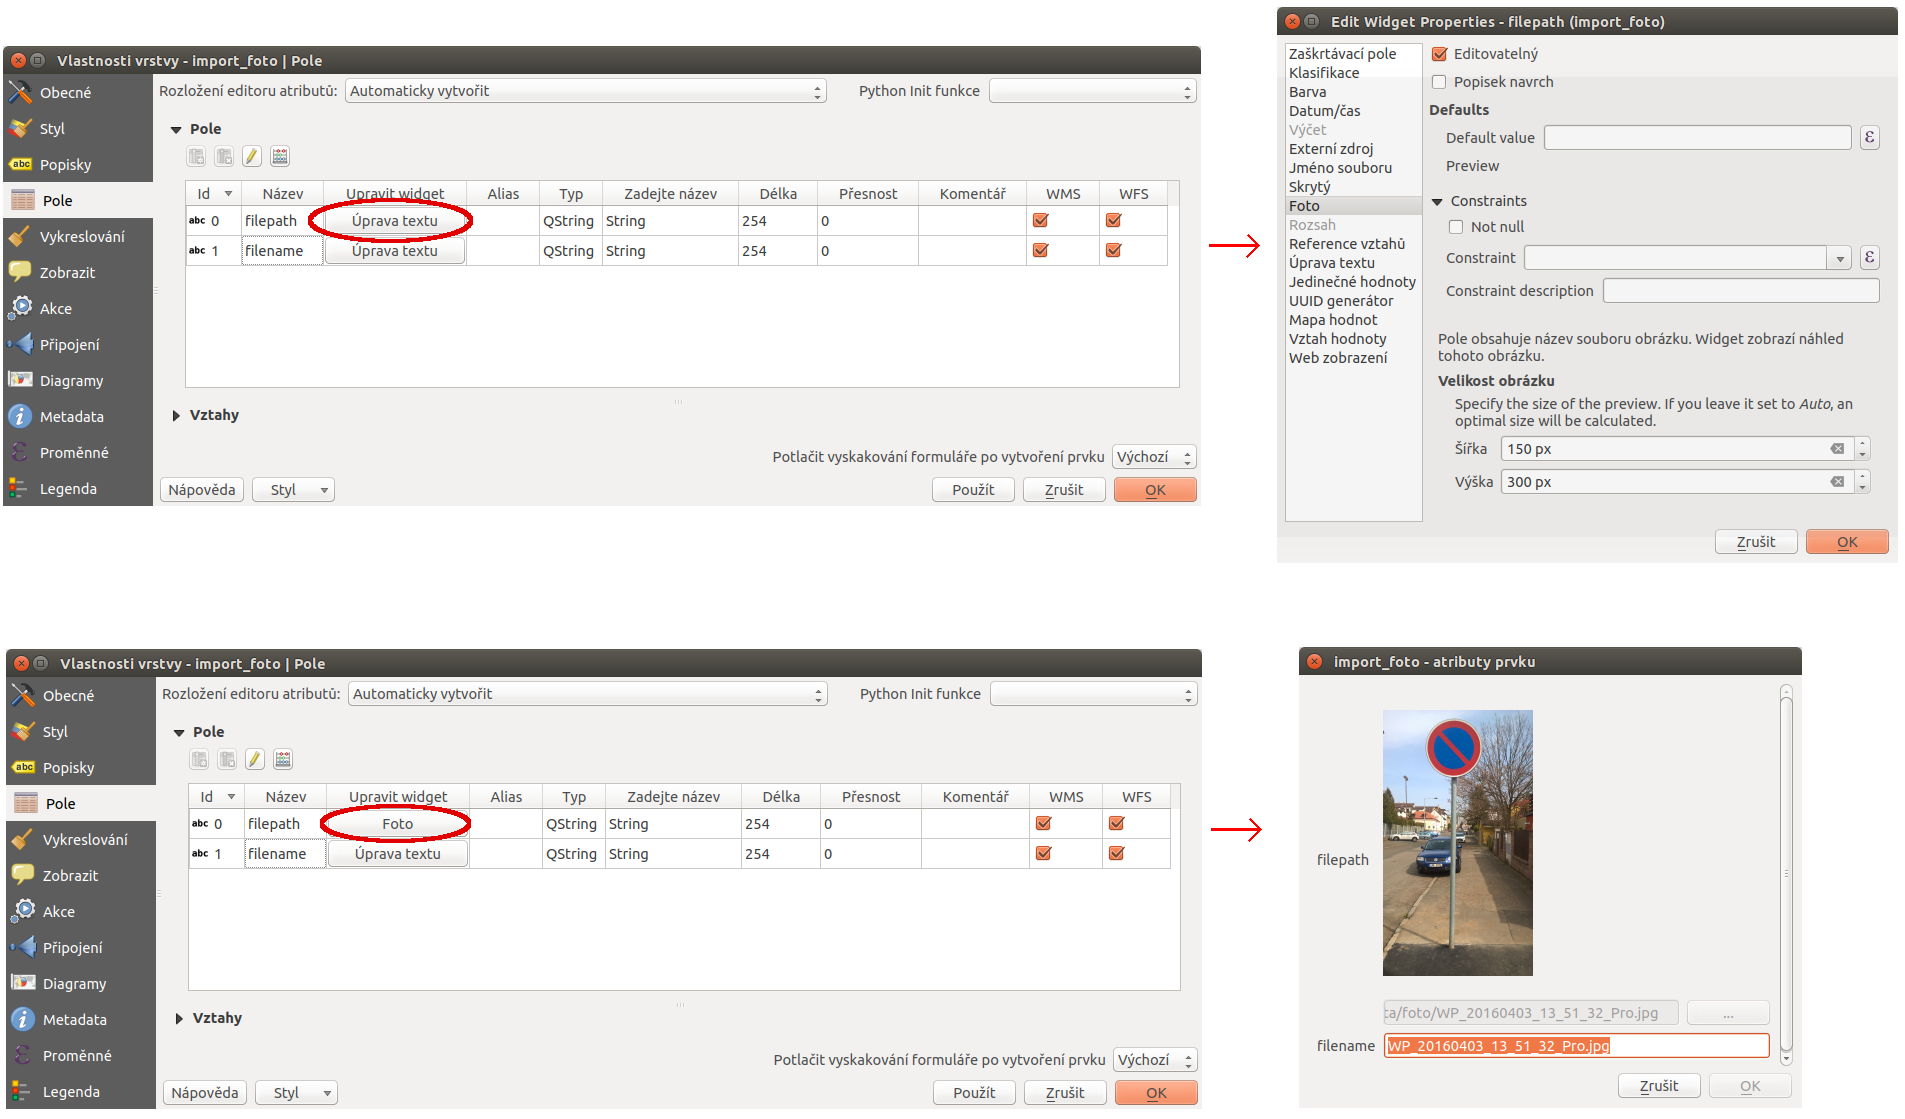 Vlastnosti vrstvy - import_foto | Pole
Obecné
Styl
Popisky
Pole
Vykreslování
Zobrazit
Akce
Připojení
Diagramy
Metadata
Proměnné
Legenda
Rozložení editoru atributů: Automaticky vytvořit Python Init funkce
Pole
Id Název Upravit widget Alias Typ Zadejte název Délka Přesnost Komentář WMS WFS
abc 0 filepath Úprava textu QString String 254 0
abc 1 filename Úprava textu QString String 254 0
Vztahy
Potlačit vyskakování formuláře po vytvoření prvku Výchozí
Nápověda Styl Použít Zrušit OK
Edit Widget Properties - filepath (import_foto)
Zaškrtávací pole
Klasifikace
Barva
Datum/čas
Výčet
Externí zdroj
Jméno souboru
Skrytý
Foto
Rozsah
Reference vztahů
Úprava textu
Jedinečné hodnoty
UUID generátor
Mapa hodnot
Vztah hodnoty
Web zobrazení
Editovatelný
Popisek navrch
Defaults
Default value ε
Preview
Constraints
Not null
Constraint ε
Constraint description
Pole obsahuje název souboru obrázku. Widget zobrazí náhled
tohoto obrázku.
Velikost obrázku
Specify the size of the preview. If you leave it set to Auto, an
optimal size will be calculated.
Šířka 150 px
Výška 300 px
Zrušit OK
Vlastnosti vrstvy - import_foto | Pole
Obecné
Styl
abc Popisky
Pole
Vykreslování
Zobrazit
Akce
Připojení
Diagramy
Metadata
Proměnné
Legenda
Rozložení editoru atributů: Automaticky vytvořit Python Init funkce
Pole
Id Název Upravit widget Alias Typ Zadejte název Délka Přesnost Komentář WMS WFS
abc 0 filepath Foto QString String 254 0
abc 1 filename Úprava textu QString String 254 0
Vztahy
Potlačit vyskakování formuláře po vytvoření prvku Výchozí
Nápověda Styl Použít Zrušit OK
import_foto - atributy prvku
filepath
ta/foto/WP_20160403_13_51_32_Pro.jpg ...
filename WP_20160403_13_51_32_Pro.jpg
Zrušit OK